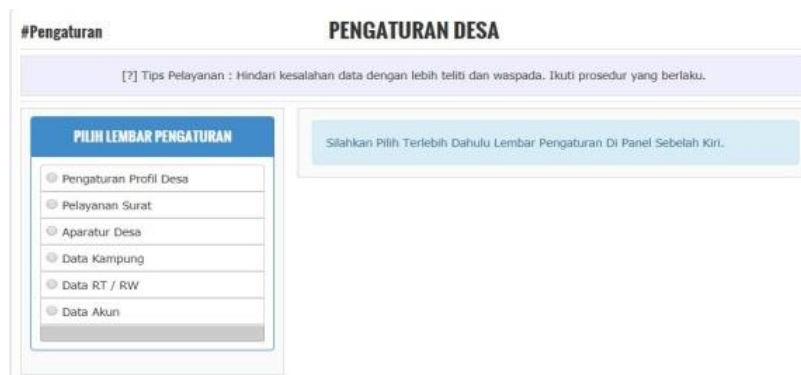 #Pengaturan
PENGATURAN DESA
[?] Tips Pelayanan : Hindari kesalahan data dengan lebih teliti dan waspada. Ikuti prosedur yang berlaku.
PILIH LEMBAR PENGATURAN
Pengaturan Profil Desa
Pelayanan Surat
Aparatur Desa
Data Kampung
Data RT / RW
Data Akun
Silahkan Pilih Terlebih Dahulu Lembar Pengaturan Di Panel Sebelah Kiri.